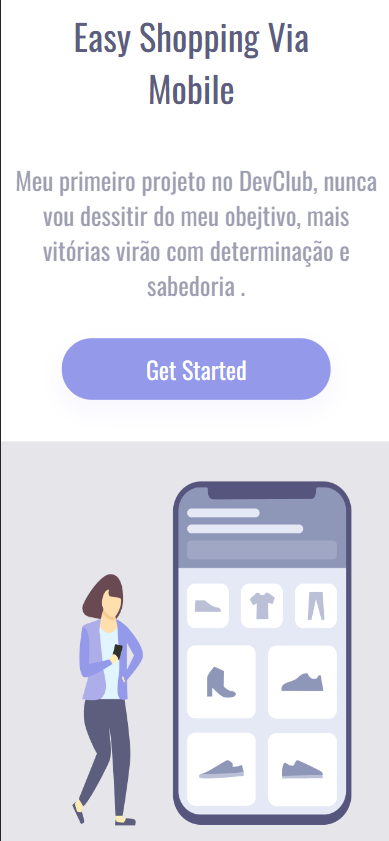 Easy Shopping Via
Mobile
Meu primeiro projeto no DevClub, nunca
vou dessitir do meu obejtivo, mais
vitórias virão com determinação e
sabedoria .
Get Started